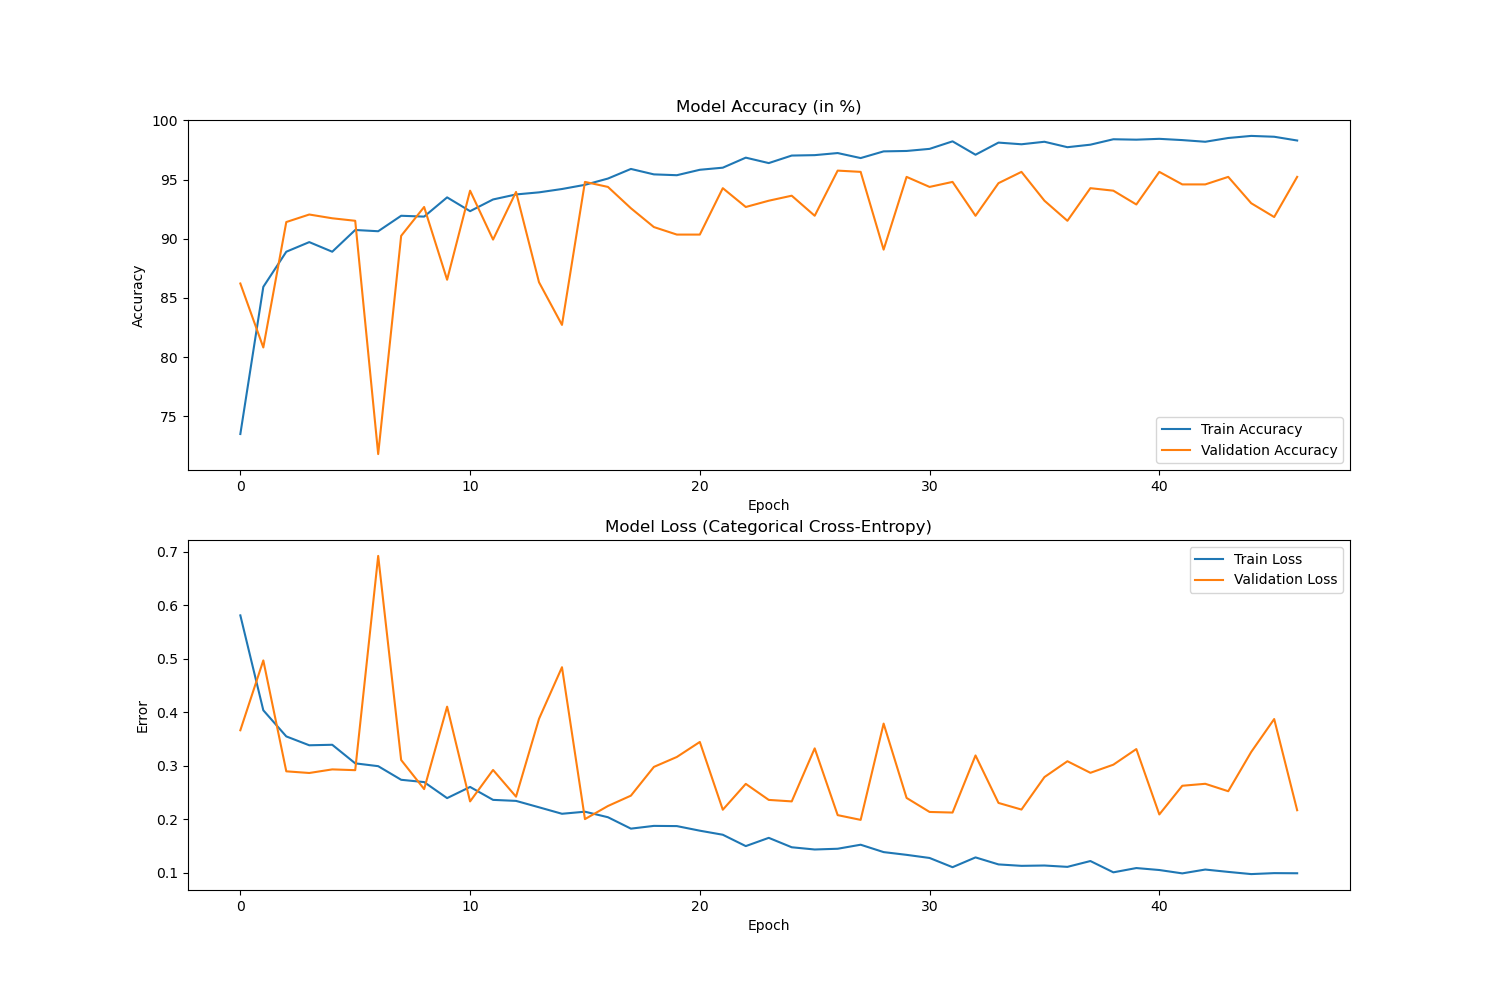 Model Accuracy (in %)
100
95
90
85
80
75
Accuracy
Train Accuracy
Validation Accuracy
0 10 20 30 40
Epoch
Model Loss (Categorical Cross-Entropy)
0.7
0.6
0.5
0.4
0.3
0.2
0.1
Error
Train Loss
Validation Loss
0 10 20 30 40
Epoch